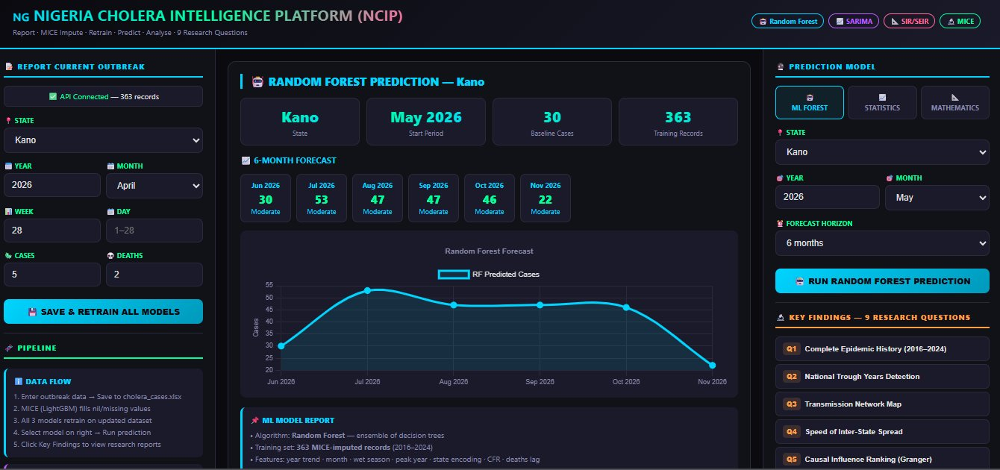 NG NIGERIA CHOLERA INTELLIGENCE PLATFORM (NCIP)
Report · MICE Impute · Retrain · Predict · Analyse · 9 Research Questions
Random Forest
SARIMA
SIR/SEIR
MICE
REPORT CURRENT OUTBREAK
API Connected — 363 records
STATE
Kano
YEAR
MONTH
2026
April
WEEK
DAY
28
1–28
CASES
DEATHS
5
2
SAVE & RETRAIN ALL MODELS
PIPELINE
DATA FLOW
1. Enter outbreak data → Save to cholera_cases.xlsx
2. MICE (LightGBM) fills nil/missing values
3. All 3 models retrain on updated dataset
4. Select model on right → Run prediction
5. Click Key Findings to view research reports
RANDOM FOREST PREDICTION — Kano
Kano
State
May 2026
Start Period
30
Baseline Cases
363
Training Records
6-MONTH FORECAST
Jun 2026
30
Moderate
Jul 2026
53
Moderate
Aug 2026
47
Moderate
Sep 2026
47
Moderate
Oct 2026
46
Moderate
Nov 2026
22
Moderate
Random Forest Forecast
RF Predicted Cases
Cases
55
50
45
40
35
30
25
20
Jun 2026
Jul 2026
Aug 2026
Sep 2026
Oct 2026
Nov 2026
ML MODEL REPORT
• Algorithm: Random Forest — ensemble of decision trees
• Training set: 363 MICE-imputed records (2016–2024)
• Features: year trend · month · wet season · peak year · state encoding · CFR · deaths lag
PREDICTION MODEL
ML FOREST
STATISTICS
MATHEMATICS
STATE
Kano
YEAR
MONTH
2026
May
FORECAST HORIZON
6 months
RUN RANDOM FOREST PREDICTION
KEY FINDINGS — 9 RESEARCH QUESTIONS
Q1 Complete Epidemic History (2016–2024)
Q2 National Trough Years Detection
Q3 Transmission Network Map
Q4 Speed of Inter-State Spread
Q5 Causal Influence Ranking (Granger)